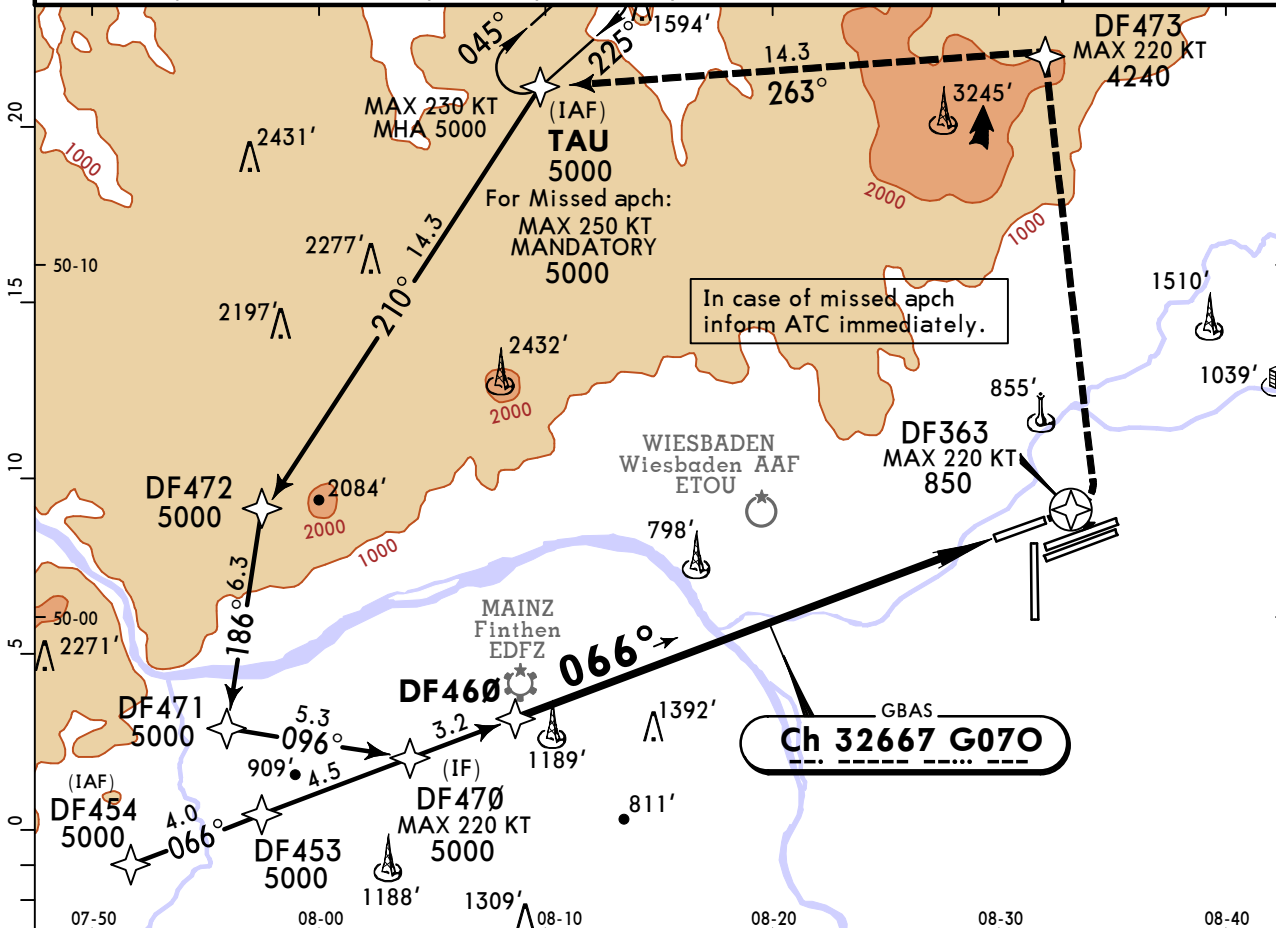 1594'
045°
225°
14.3
263°
DF473
MAX 220 KT
4240
MAX 230 KT
MHA 5000
(IAF)
TAU
5000
For Missed apch:
MAX 250 KT
MANDATORY
5000
3245'
2431'
1000
20
2000
1000
2277'
14.3
210°
50-10
15
2197'
In case of missed apch
inform ATC immediately.
1510'
2432'
2000
855'
1039'
WIESBADEN
Wiesbaden AAF
ETOU
DF363
MAX 220 KT
850
10
DF472
5000
2084'
2000
1000
798'
6.3
186°
50-00
5
2271'
MAINZ
Finthen
EDFZ
066°
DF46Ø
DF471
5000
5.3
096°
3.2
1392'
GBAS
Ch 32667 G07O
909'
4.5
1189'
(IAF)
DF454
5000
4.0
066°
(IF)
DF47Ø
MAX 220 KT
5000
811'
0
DF453
5000
1188'
1309'
07-50
08-00
08-10
08-20
08-30
08-40